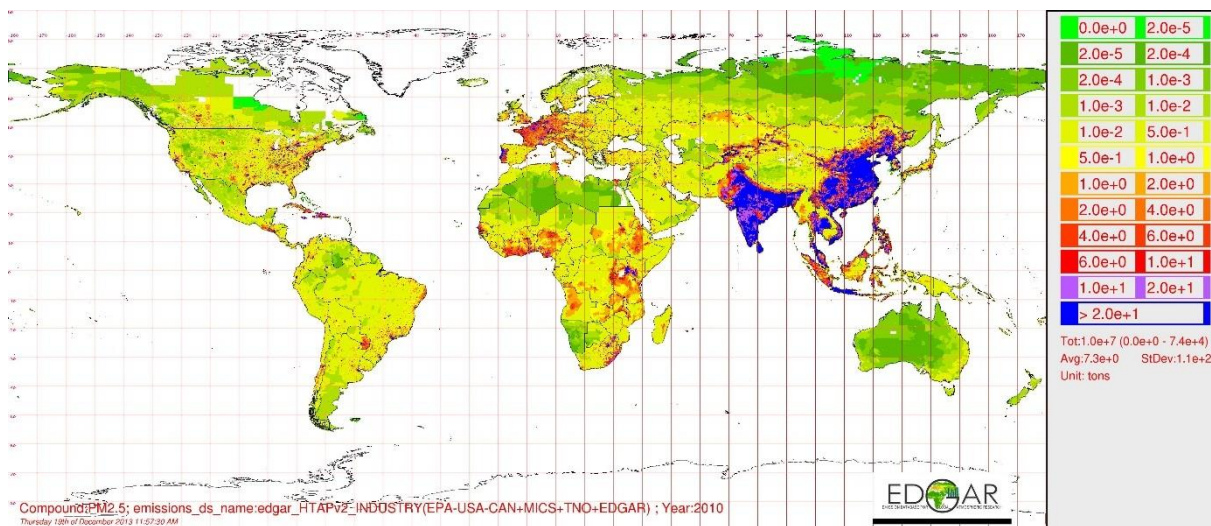 0.0e+0 2.0e-5
2.0e-5 2.0e-4
2.0e-4 1.0e-3
1.0e-3 1.0e-2
1.0e-2 5.0e-1
5.0e-1 1.0e+0
1.0e+0 2.0e+0
2.0e+0 4.0e+0
4.0e+0 6.0e+0
6.0e+0 1.0e+1
1.0e+1 2.0e+1
> 2.0e+1
Tot:1.0e+7 (0.0e+0 - 7.4e+4)
Avg:7.3e+0 StDev:1.1e+2
Unit: tons
EDGAR
Compound:PM2.5; emissions_ds_name:edgar_HTAPv2_INDUSTRY(EPA-USA-CAN+MICS+TNO+EDGAR) ; Year:2010
Thursday 19th of December 2013 11:57:30 AM